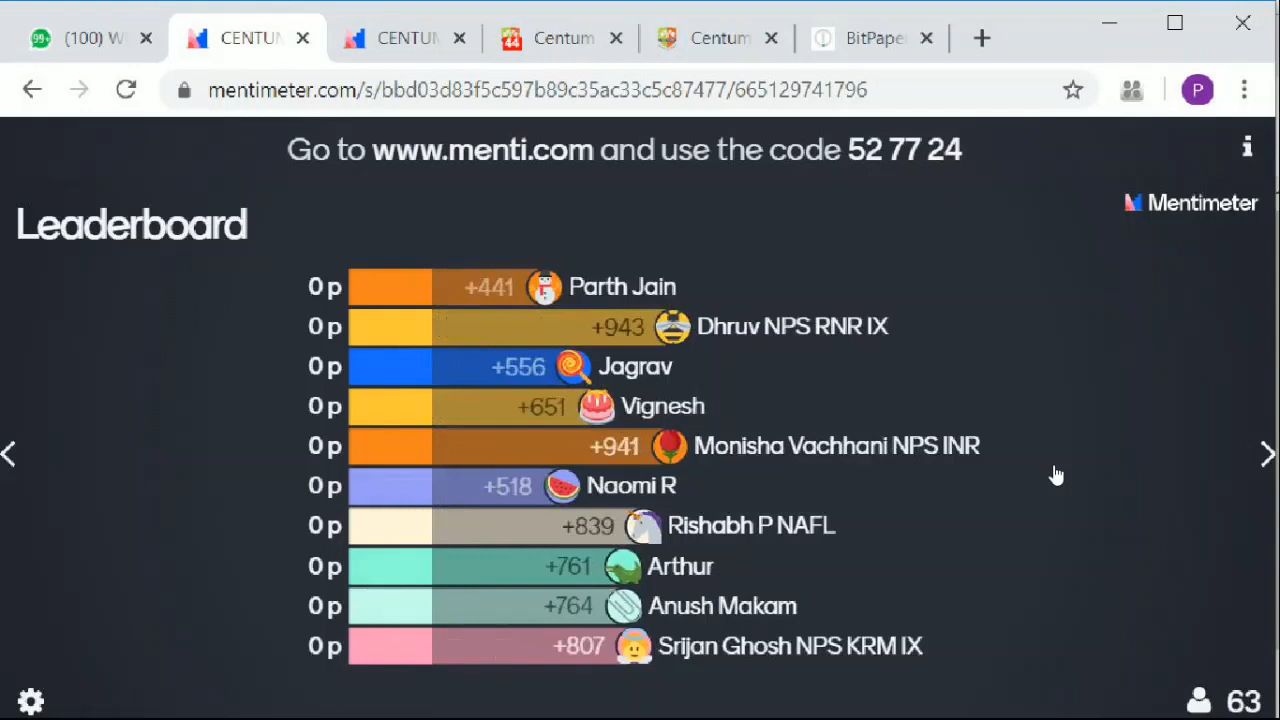 99+ (100) W CENTUM CENTUM 44 Centum Centum BitPape
mentimeter.com/s/bbd03d83f5c597b89c35ac33c5c87477/665129741796 P
Go to www.menti.com and use the code 52 77 24
Mentimeter
Leaderboard
0 p +441 Parth Jain
0 p +943 Dhruv NPS RNR IX
0 p +556 Jagrav
0 p +651 Vignesh
0 p +941 Monisha Vachhani NPS INR
0 p +518 Naomi R
0 p +839 Rishabh P NAFL
0 p +761 Arthur
0 p +764 Anush Makam
0 p +807 Srijan Ghosh NPS KRM IX
63